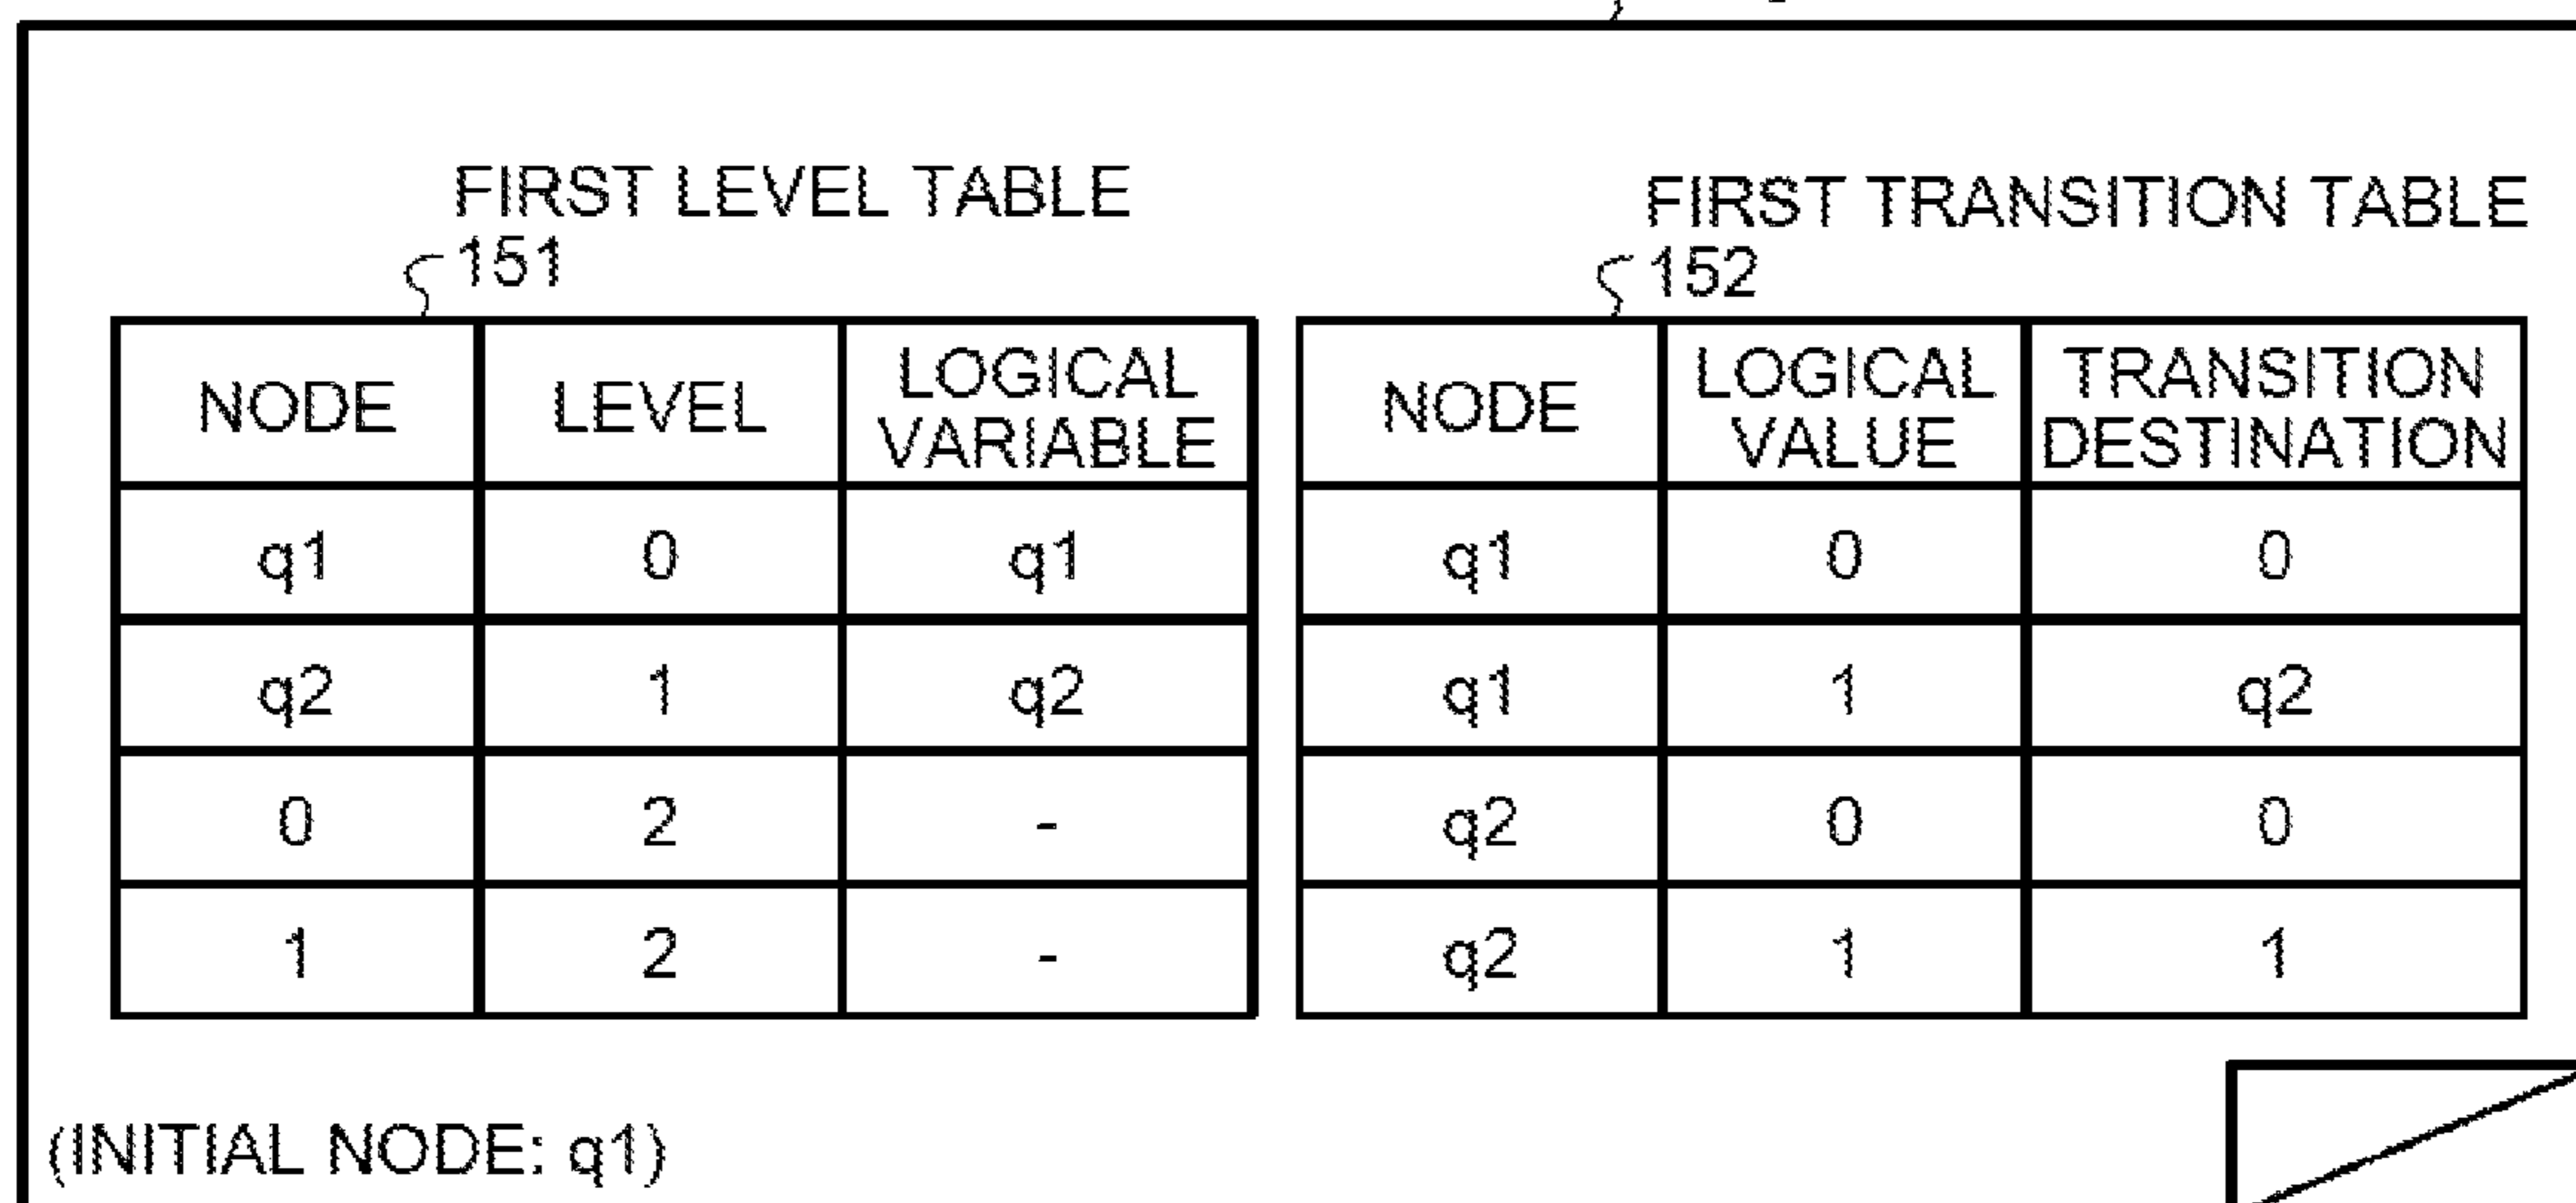 FIRST LEVEL TABLE
151
NODE LEVEL LOGICAL VARIABLE
q1 0 q1
q2 1 q2
0 2 -
1 2 -
FIRST TRANSITION TABLE
152
NODE LOGICAL VALUE TRANSITION DESTINATION
q1 0 0
q1 1 q2
q2 0 0
q2 1 1
(INITIAL NODE: q1)